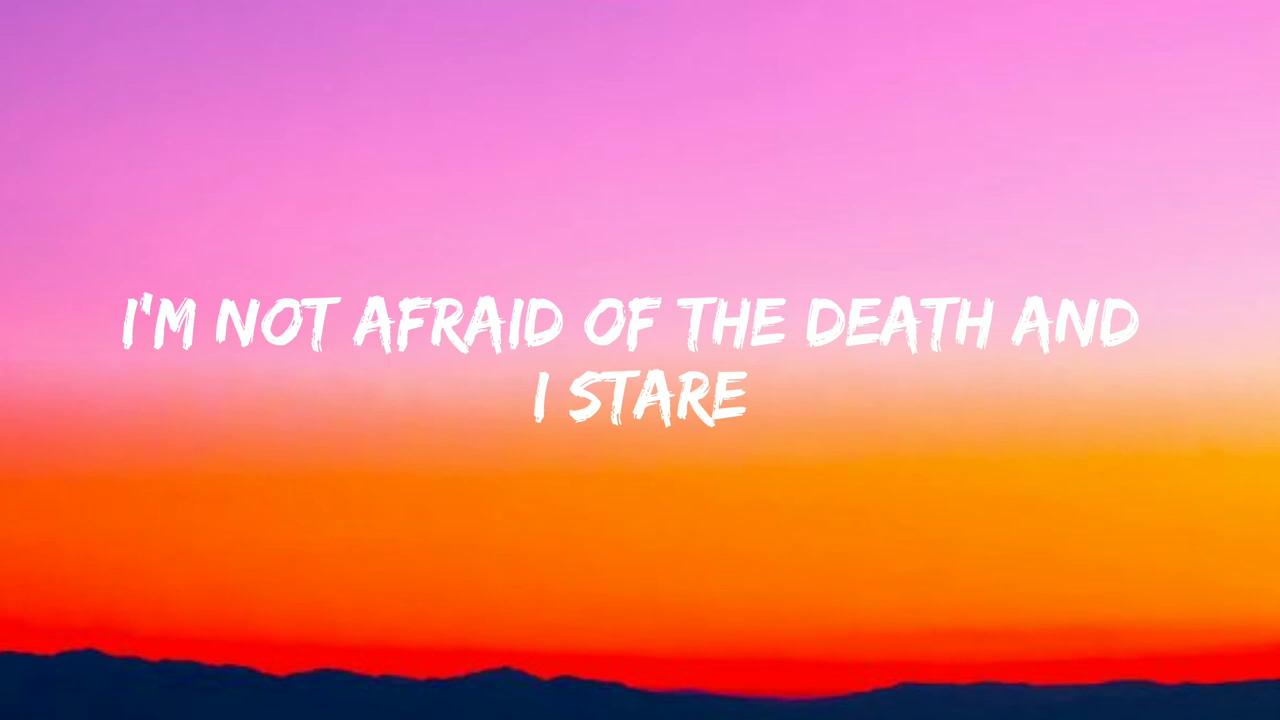 I'M NOT AFRAID OF THE DEATH AND
I STARE